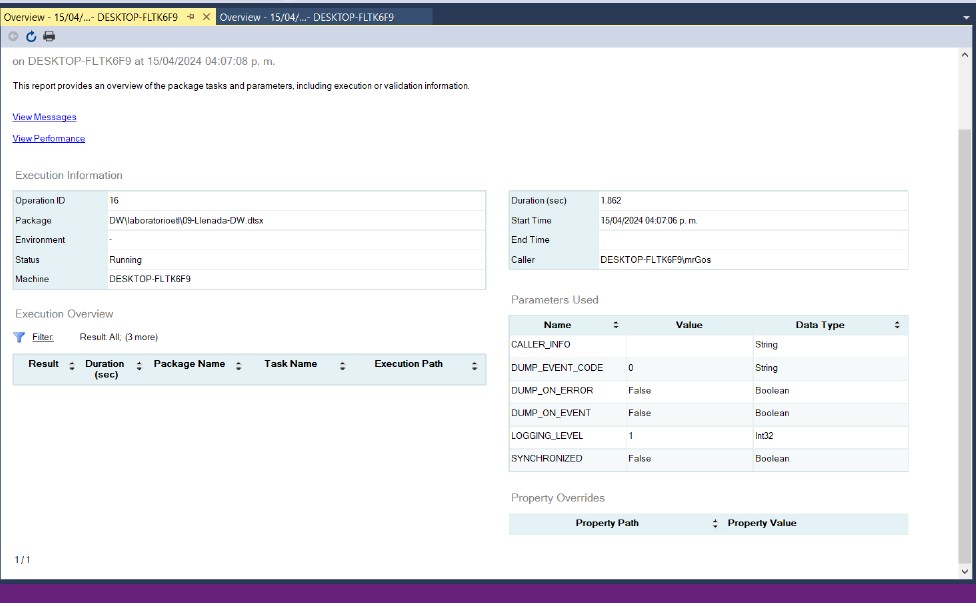 Overview - 15/04/...- DESKTOP-FLTK6F9 Overview - 15/04/...- DESKTOP-FLTK6F9
on DESKTOP-FLTK6F9 at 15/04/2024 04:07:08 p. m.
This report provides an overview of the package tasks and parameters, including execution or validation information.
View Messages
View Performance
Execution Information
Operation ID 16
Package DW\laboratorioetl\09-Llenada-DW.dtsx
Environment -
Status Running
Machine DESKTOP-FLTK6F9
Duration (sec) 1.862
Start Time 15/04/2024 04:07:06 p. m.
End Time
Caller DESKTOP-FLTK6F9\mrGos
Execution Overview
Filter: Result: All; (3 more)
Result Duration (sec) Package Name Task Name Execution Path
Parameters Used
Name Value Data Type
CALLER_INFO String
DUMP_EVENT_CODE 0 String
DUMP_ON_ERROR False Boolean
DUMP_ON_EVENT False Boolean
LOGGING_LEVEL 1 Int32
SYNCHRONIZED False Boolean
Property Overrides
Property Path Property Value
1 / 1